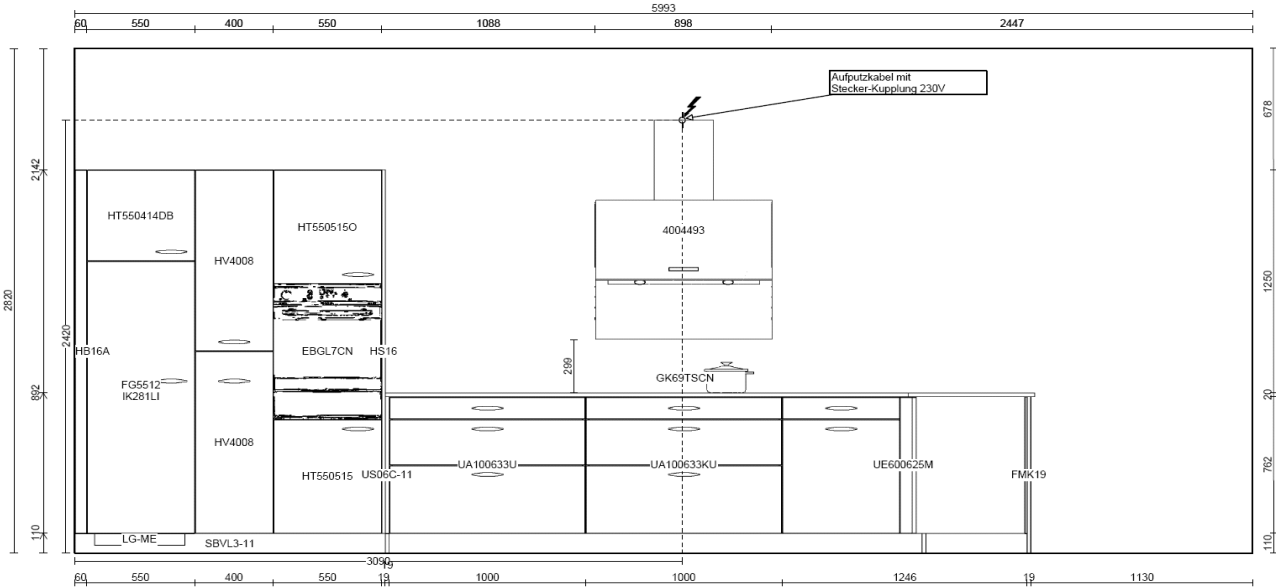 5993
60 550 400 550 1088 898 2447
Aufputzkabel mit
Stecker-Kupplung 230V
678
2142
HT550414DB
HT550515O
4004493
HV4008
1250
2820
2420
HB16A
EBGL7CN
HS16
299
GK69TSCN
FG5512
IK281LI
892
20
HV4008
UA100633U
UA100633KU
UE600625M
762
HT550515
US06C-11
FMK19
110
LG-ME
SBVL3-11
110
3090
19
60 550 400 550 19 1000 1000 1246 19 1130